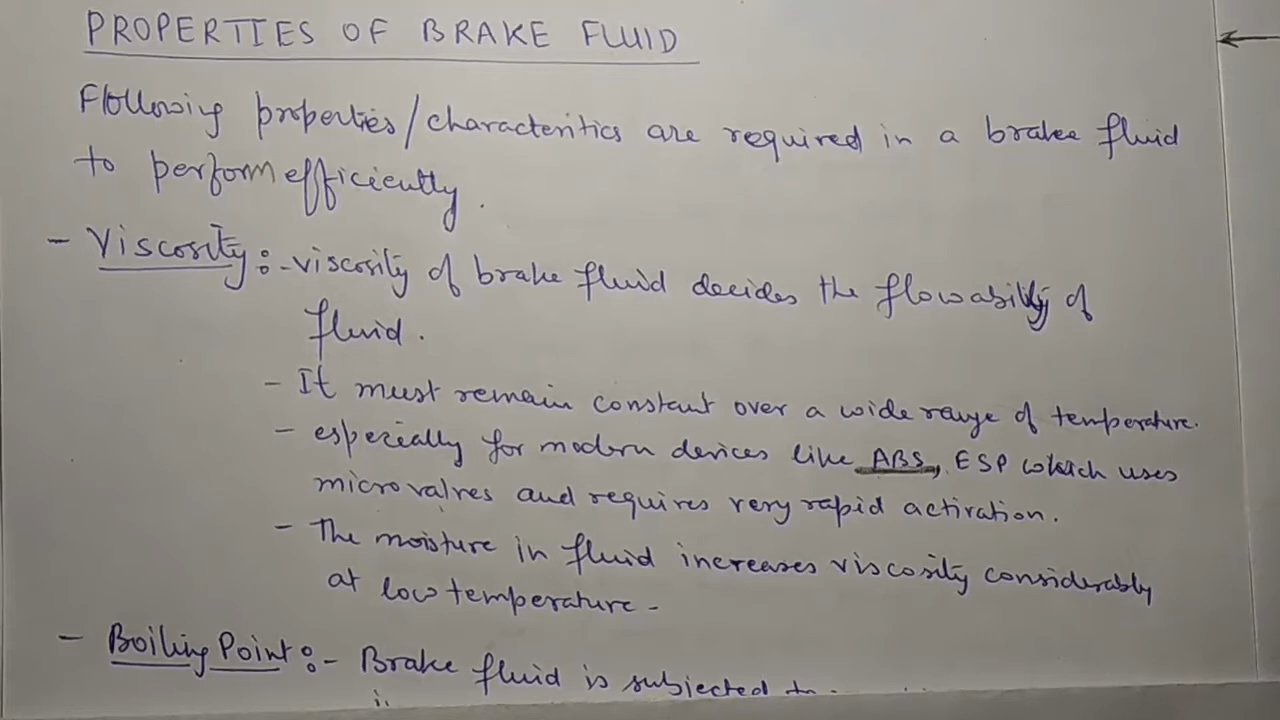 PROPERTIES OF BRAKE FLUID
Following properties/characteritics are required in a brake fluid
to perform efficiently.
- Viscosity :- viscosity of brake fluid decides the flowability of
fluid.
- It must remain constant over a wide range of temperature.
- especially for modern devices like ABS, ESP which uses
microvalves and requires very rapid activation.
- The moisture in fluid increases viscosity considerably
at low temperature -
- Boiling Point :- Brake fluid is subjected to